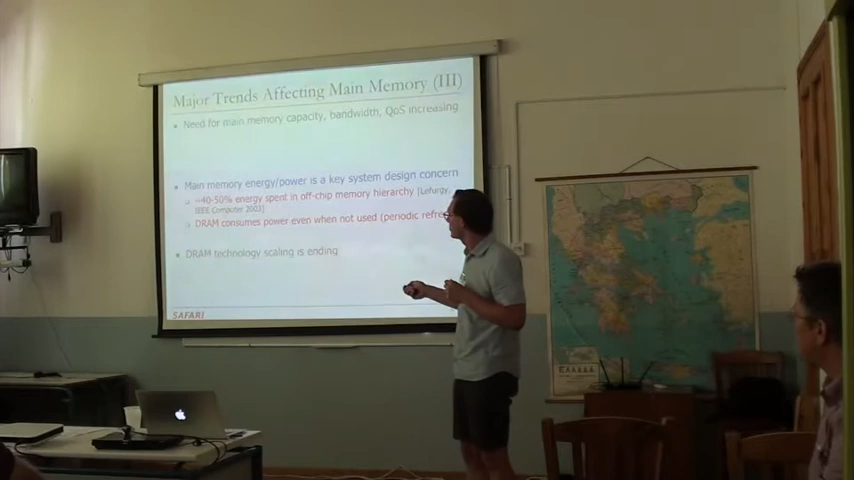 Major Trends Affecting Main Memory (III)
Need for main memory capacity, bandwidth, QoS increasing
Main memory energy/power is a key system design concern
~40-50% energy spent in off-chip memory hierarchy [Lefurgy,
IEEE Computer 2003]
DRAM consumes power even when not used (periodic refre
DRAM technology scaling is ending
SAFARI